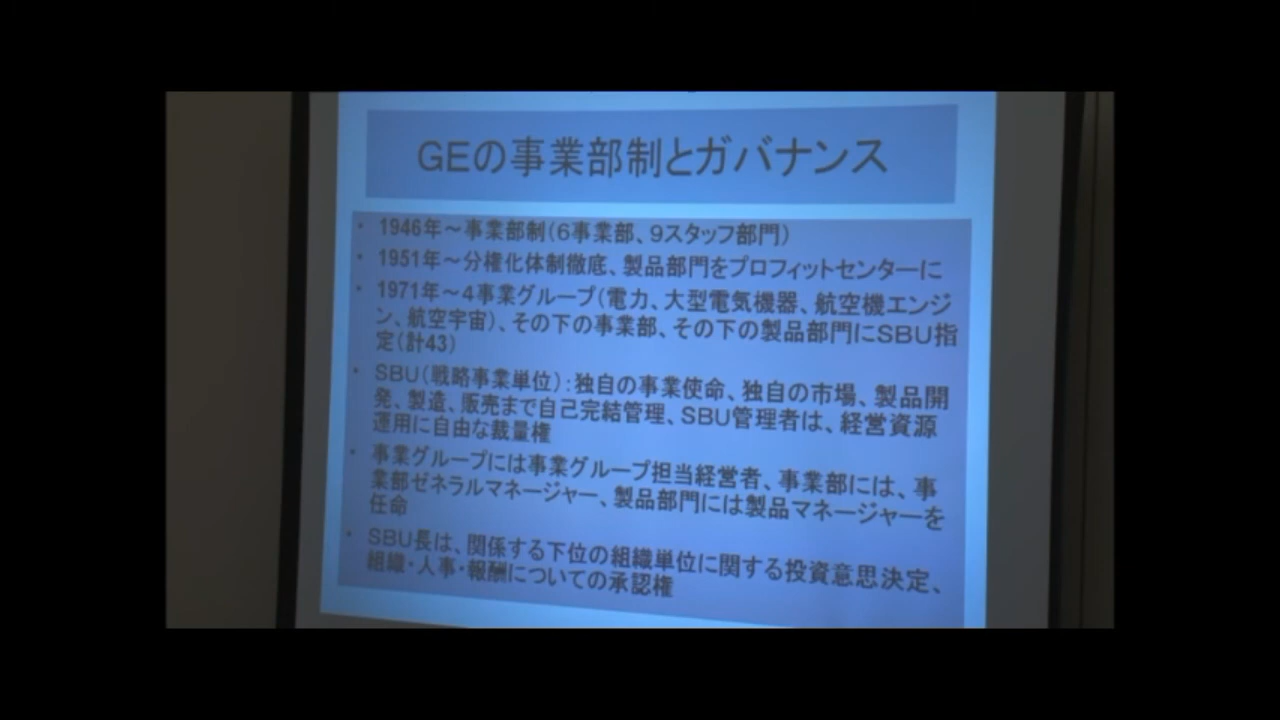 GEの事業部制とガバナンス
・ 1946年～事業部制（６事業部、９スタッフ部門）
・ 1951年～分権化体制徹底、製品部門をプロフィットセンターに
・ 1971年～４事業グループ（電力、大型電気機器、航空機エンジ
ン、航空宇宙）、その下の事業部、その下の製品部門にSBU指
定（計43）
・ SBU（戦略事業単位）：独自の事業使命、独自の市場、製品開
発、製造、販売まで自己完結管理、SBU管理者は、経営資源
運用に自由な裁量権
・ 事業グループには事業グループ担当経営者、事業部には、事
業部ゼネラルマネージャー、製品部門には製品マネージャーを
任命
・ SBU長は、関係する下位の組織単位に関する投資意思決定、
組織・人事・報酬についての承認権